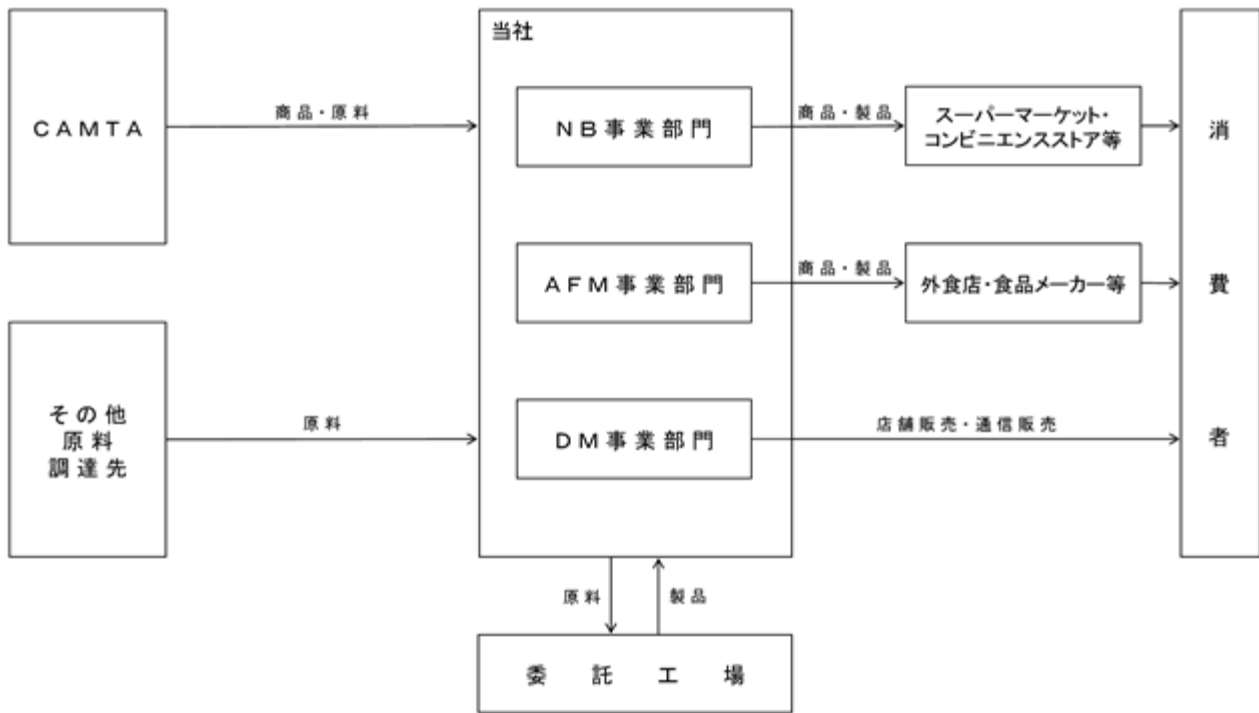 当社
ＣＡＭＴＡ
商品・原料
ＮＢ事業部門
商品・製品
スーパーマーケット・
コンビニエンスストア等
ＡＦＭ事業部門
商品・製品
外食店・食品メーカー等
その他
原料
調達先
原料
ＤＭ事業部門
店舗販売・通信販売
消費者
原料
製品
委託工場